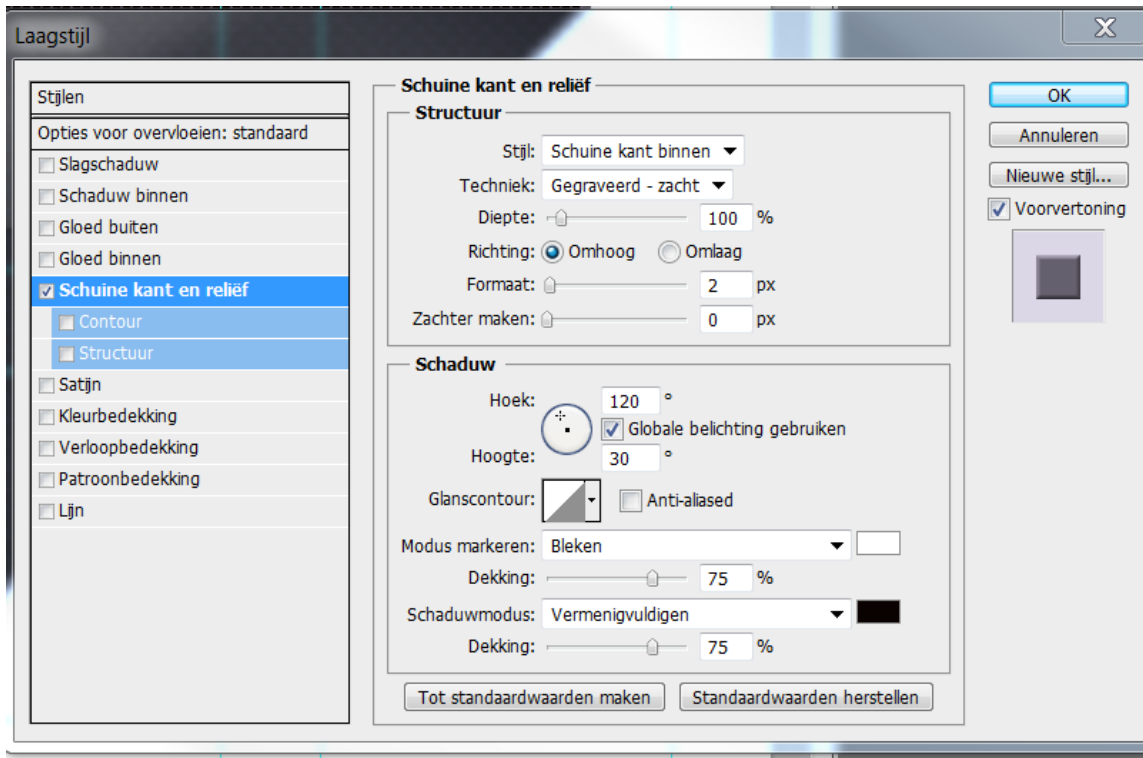 Laagstijl
Stijlen
Opties voor overvloeien: standaard
Slagschaduw
Schaduw binnen
Gloed buiten
Gloed binnen
Schuine kant en reliëf
Contour
Structuur
Satijn
Kleurbedekking
Verloopbedekking
Patroonbedekking
Lijn
Schuine kant en reliëf
Structuur
Stijl: Schuine kant binnen
Techniek: Gegraveerd - zacht
Diepte: 100 %
Richting: Omhoog Omlaag
Formaat: 2 px
Zachter maken: 0 px
Schaduw
Hoek: 120 °
Globale belichting gebruiken
Hoogte: 30 °
Glanscontour: Anti-aliased
Modus markeren: Bleken
Dekking: 75 %
Schaduwmodus: Vermenigvuldigen
Dekking: 75 %
Tot standaardwaarden maken Standaardwaarden herstellen
OK
Annuleren
Nieuwe stijl...
Voorvertoning